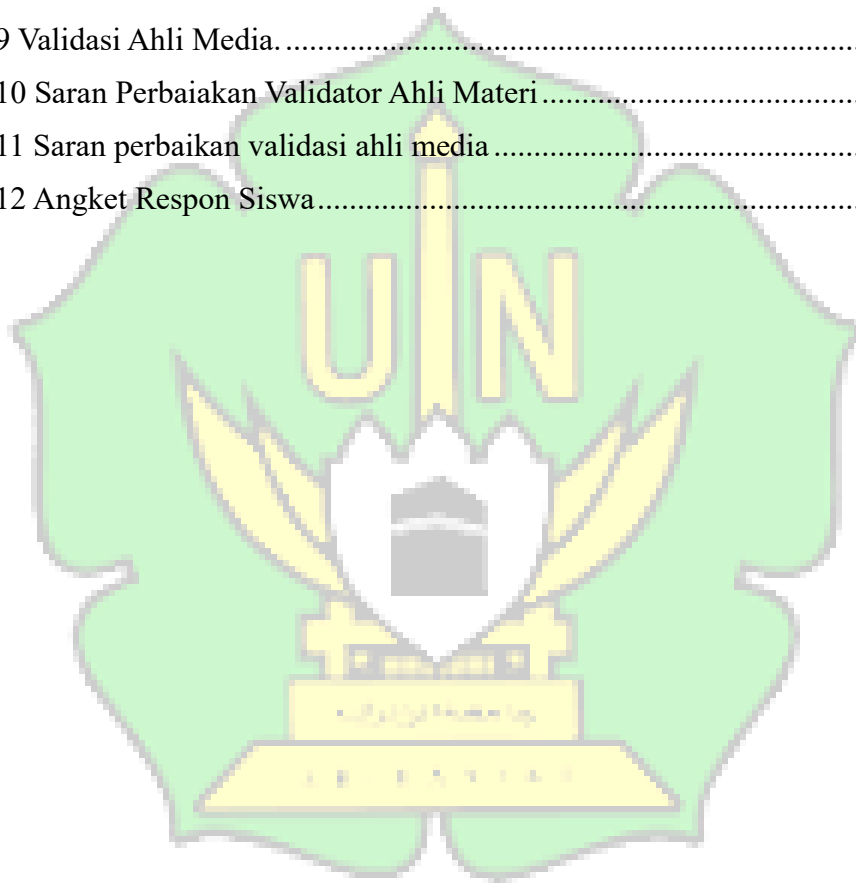 9 Validasi Ahli Media. ................................................................
10 Saran Perbaiakan Validator Ahli Materi ........................................
11 Saran perbaikan validasi ahli media ..............................................
12 Angket Respon Siswa....................................................................
UIN